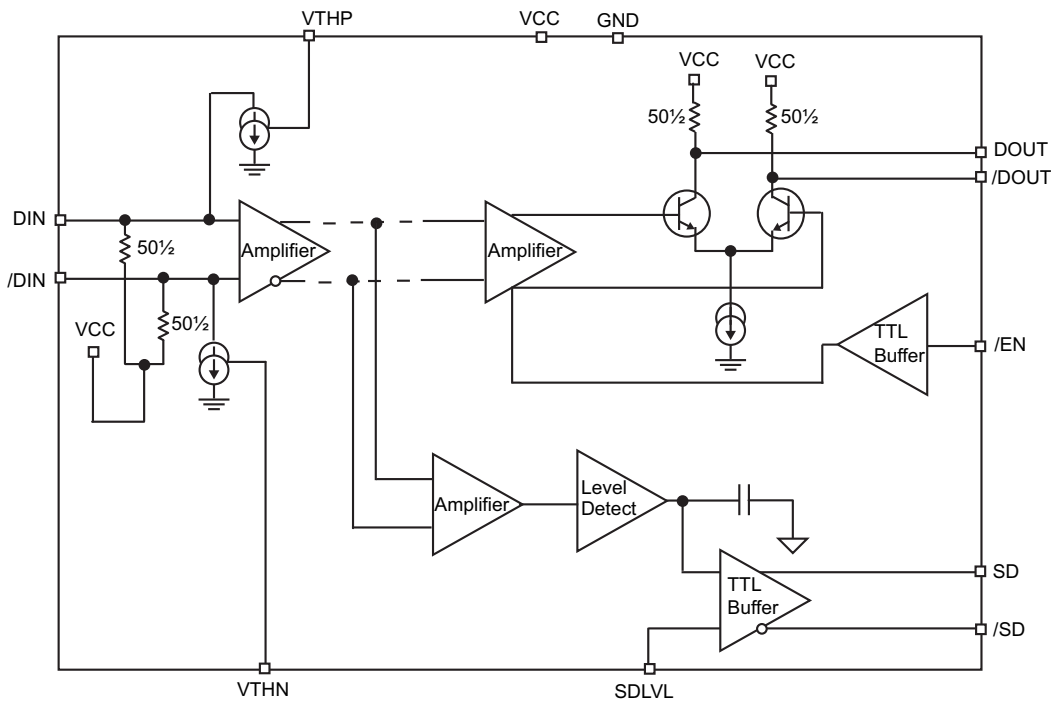 VTHP
VCC
GND
VCC
VCC
50½
50½
DOUT
/DOUT
DIN
50½
Amplifier
Amplifier
/DIN
50½
VCC
TTL
Buffer
/EN
Amplifier
Level
Detect
TTL
Buffer
SD
/SD
VTHN
SDLVL